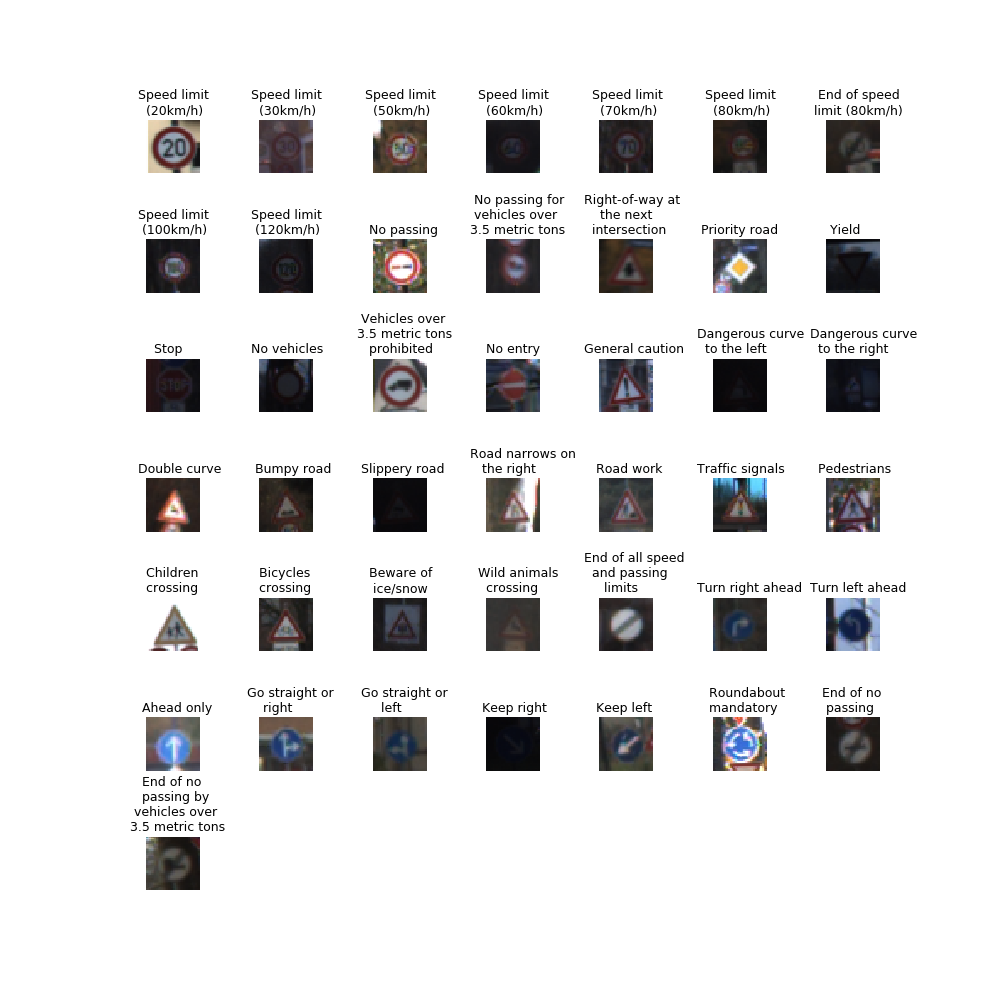 Speed limit
(20km/h)
Speed limit
(30km/h)
Speed limit
(50km/h)
Speed limit
(60km/h)
Speed limit
(70km/h)
Speed limit
(80km/h)
End of speed
limit (80km/h)
20
30
50
60
70
Speed limit
(100km/h)
Speed limit
(120km/h)
No passing
No passing for
vehicles over
3.5 metric tons
Right-of-way at
the next
intersection
Priority road
Yield
120
Stop
No vehicles
Vehicles over
3.5 metric tons
prohibited
No entry
General caution
Dangerous curve
to the left
Dangerous curve
to the right
STOP
Double curve
Bumpy road
Slippery road
Road narrows on
the right
Road work
Traffic signals
Pedestrians
Children
crossing
Bicycles
crossing
Beware of
ice/snow
Wild animals
crossing
End of all speed
and passing
limits
Turn right ahead
Turn left ahead
Ahead only
Go straight or
right
Go straight or
left
Keep right
Keep left
Roundabout
mandatory
End of no
passing
End of no
passing by
vehicles over
3.5 metric tons